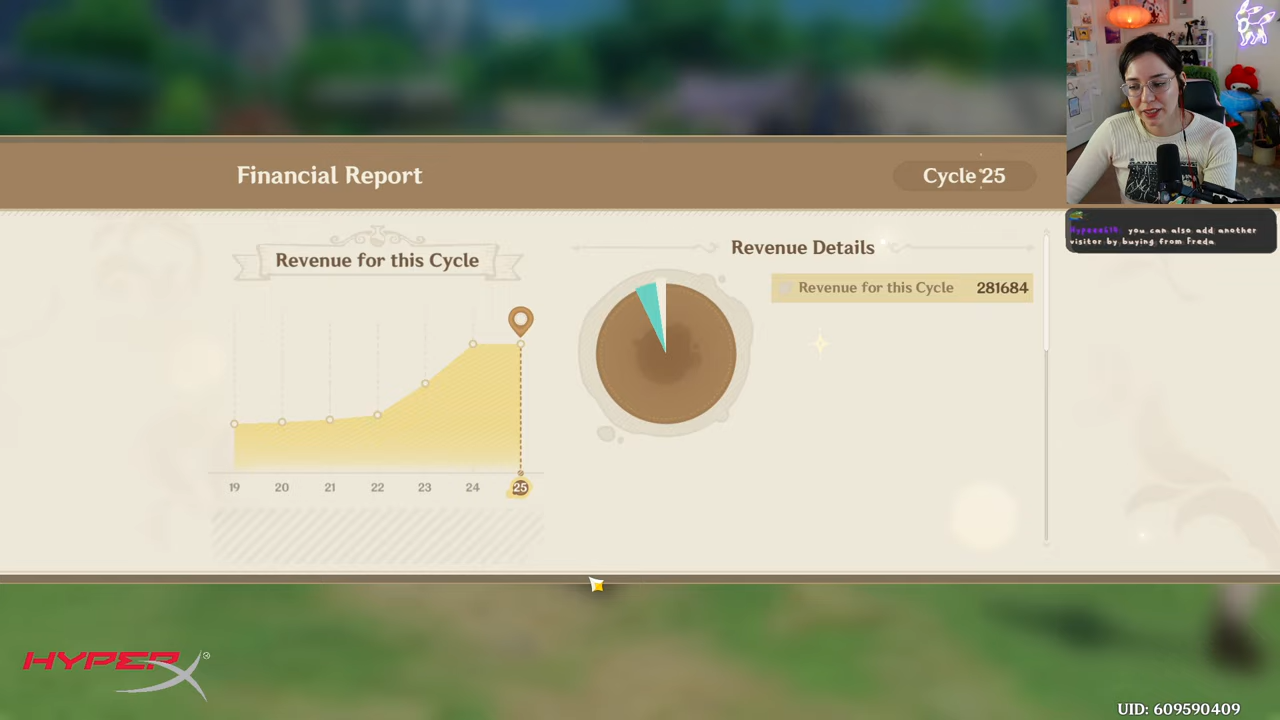 Financial Report
Cycle 25
Revenue for this Cycle
Revenue Details
Revenue for this Cycle 281684
19 20 21 22 23 24 25
you can also add another
visitor by buying from Freda
HYPERX
UID: 609590409